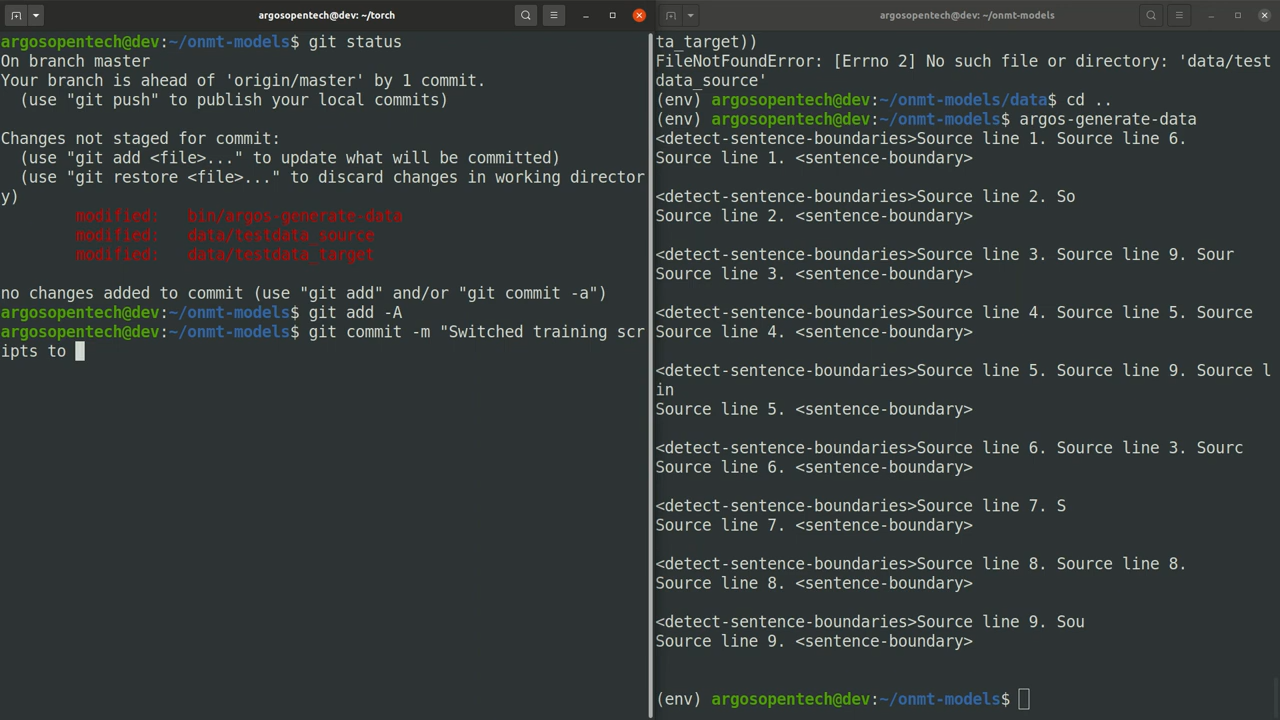 argosopentech@dev: ~/torch
argosopentech@dev:~/onmt-models$ git status
On branch master
Your branch is ahead of 'origin/master' by 1 commit.
  (use "git push" to publish your local commits)
Changes not staged for commit:
  (use "git add <file>..." to update what will be committed)
  (use "git restore <file>..." to discard changes in working director
y)
        modified:   bin/argos-generate-data
        modified:   data/testdata_source
        modified:   data/testdata_target
no changes added to commit (use "git add" and/or "git commit -a")
argosopentech@dev:~/onmt-models$ git add -A
argosopentech@dev:~/onmt-models$ git commit -m "Switched training scr
ipts to
argosopentech@dev: ~/onmt-models
ta_target))
FileNotFoundError: [Errno 2] No such file or directory: 'data/test
data_source'
(env) argosopentech@dev:~/onmt-models/data$ cd ..
(env) argosopentech@dev:~/onmt-models$ argos-generate-data
<detect-sentence-boundaries>Source line 1. Source line 6.
Source line 1. <sentence-boundary>
<detect-sentence-boundaries>Source line 2. So
Source line 2. <sentence-boundary>
<detect-sentence-boundaries>Source line 3. Source line 9. Sour
Source line 3. <sentence-boundary>
<detect-sentence-boundaries>Source line 4. Source line 5. Source
Source line 4. <sentence-boundary>
<detect-sentence-boundaries>Source line 5. Source line 9. Source l
in
Source line 5. <sentence-boundary>
<detect-sentence-boundaries>Source line 6. Source line 3. Sourc
Source line 6. <sentence-boundary>
<detect-sentence-boundaries>Source line 7. S
Source line 7. <sentence-boundary>
<detect-sentence-boundaries>Source line 8. Source line 8.
Source line 8. <sentence-boundary>
<detect-sentence-boundaries>Source line 9. Sou
Source line 9. <sentence-boundary>
(env) argosopentech@dev:~/onmt-models$